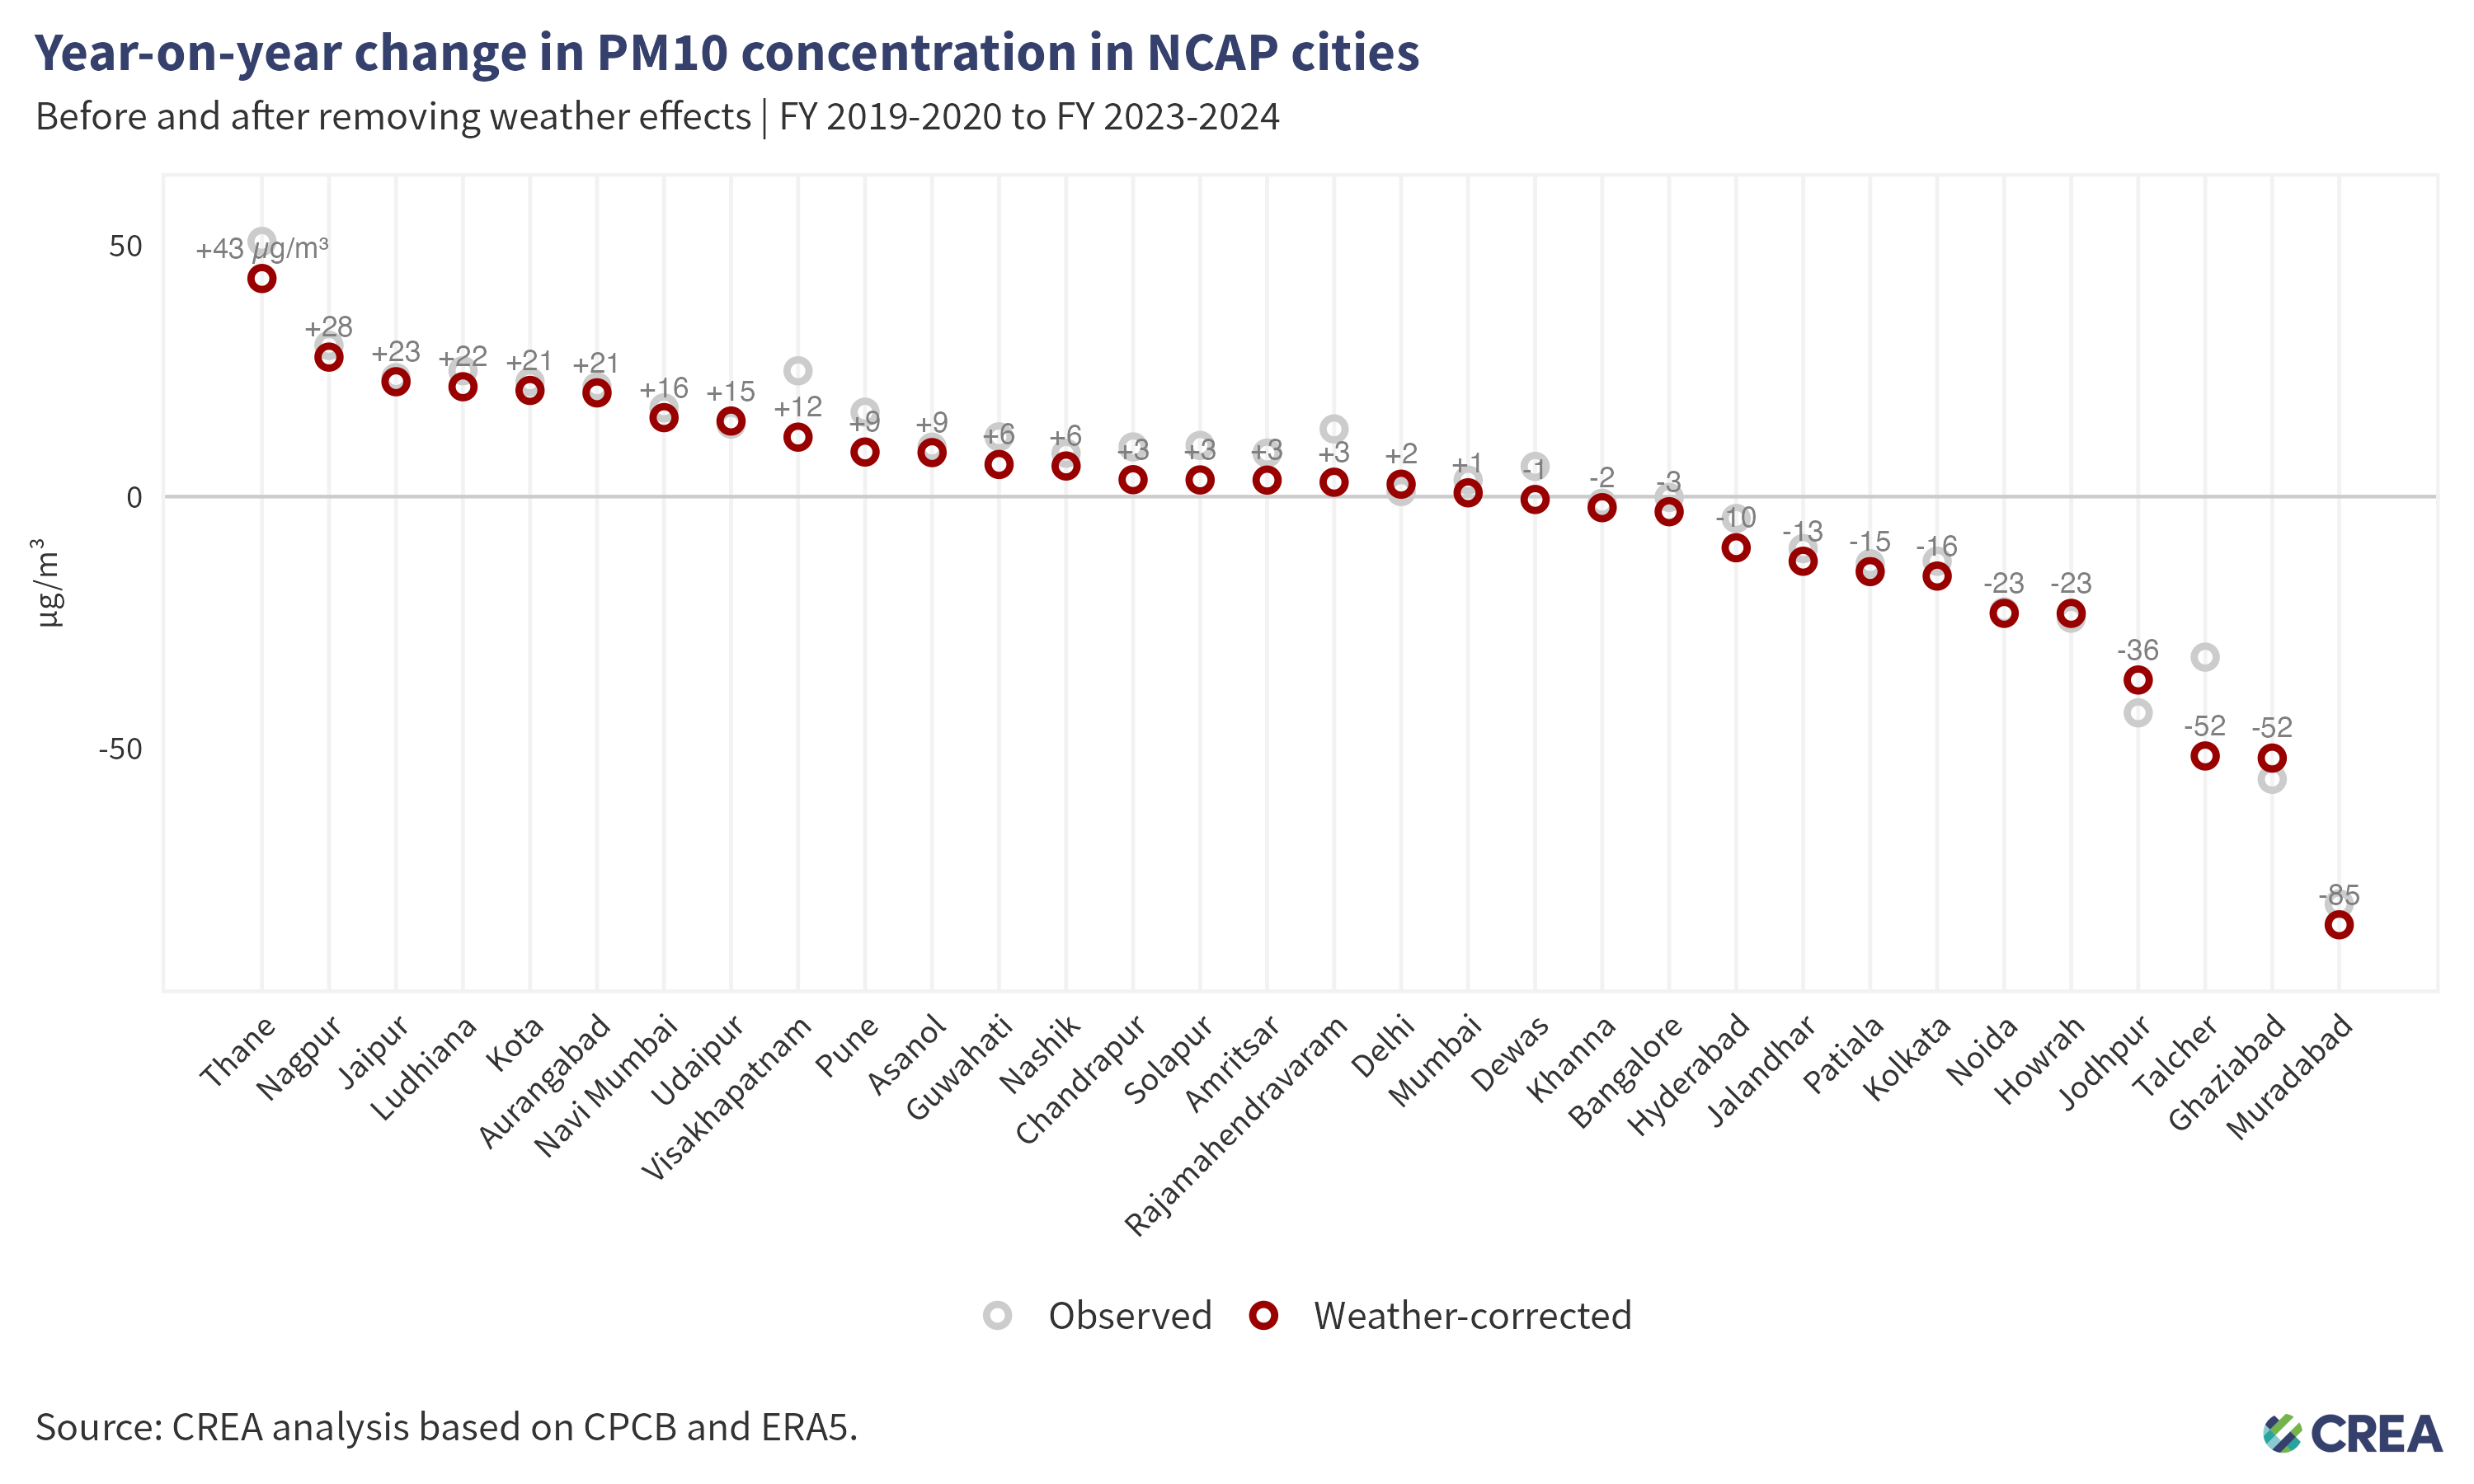 Year-on-year change in PM10 concentration in NCAP cities
Before and after removing weather effects | FY 2019-2020 to FY 2023-2024
50
0
-50
µg/m³
+43 µg/m³
+28
+23
+22
+21
+21
+16
+15
+12
+9
+9
+6
+6
+3
+3
+3
+3
+2
+1
-1
-2
-3
-10
-13
-15
-16
-23
-23
-36
-52
-52
-85
Thane
Nagpur
Jaipur
Ludhiana
Kota
Aurangabad
Navi Mumbai
Udaipur
Visakhapatnam
Pune
Asanol
Guwahati
Nashik
Chandrapur
Solapur
Amritsar
Rajamahendravaram
Delhi
Mumbai
Dewas
Khanna
Bangalore
Hyderabad
Jalandhar
Patiala
Kolkata
Noida
Howrah
Jodhpur
Talcher
Ghaziabad
Muradabad
Observed
Weather-corrected
Source: CREA analysis based on CPCB and ERA5.
CREA